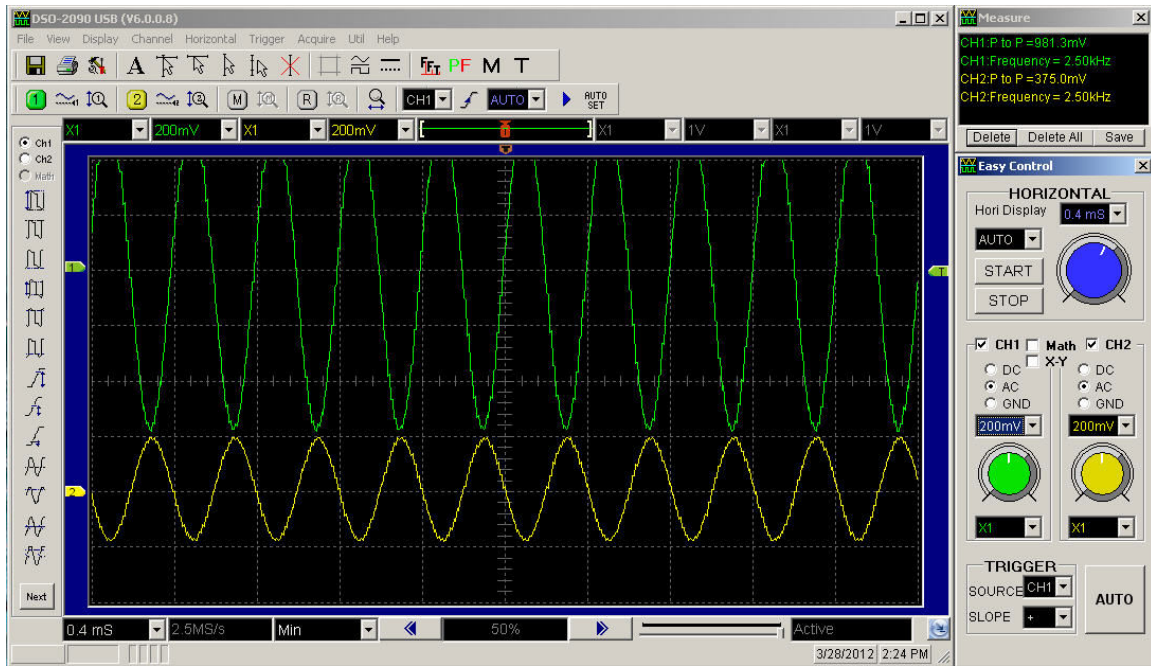 DSO-2090 USB (V6.0.0.8)
File View Display Channel Horizontal Trigger Acquire Util Help
A FFT PF M T
1 2 M R CH1 AUTO AUTO SET
X1 200mV X1 200mV X1 1V X1 1V
Ch1
Ch2
Math
1
T
2
Next
0.4 mS 2.5MS/s Min 50% Active
3/28/2012 2:24 PM
Measure
CH1:P to P =981.3mV
CH1:Frequency = 2.50kHz
CH2:P to P =375.0mV
CH2:Frequency = 2.50kHz
Delete Delete All Save
Easy Control
HORIZONTAL
Hori Display 0.4 mS
AUTO
START
STOP
CH1 Math CH2
X-Y
DC DC
AC AC
GND GND
200mV 200mV
X1 X1
TRIGGER
SOURCE CH1
SLOPE +
AUTO